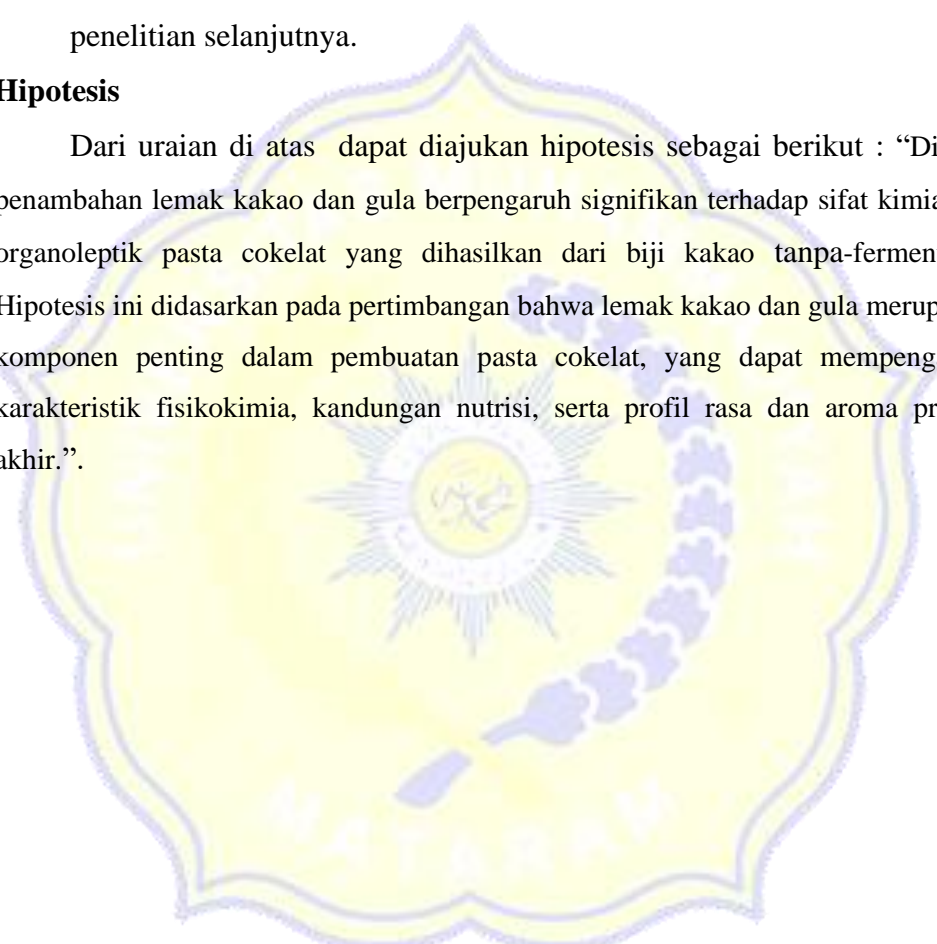 penelitian selanjutnya.
Hipotesis
Dari uraian di atas dapat diajukan hipotesis sebagai berikut : “Di
penambahan lemak kakao dan gula berpengaruh signifikan terhadap sifat kimia
organoleptik pasta cokelat yang dihasilkan dari biji kakao tanpa-fermen
Hipotesis ini didasarkan pada pertimbangan bahwa lemak kakao dan gula merup
komponen penting dalam pembuatan pasta cokelat, yang dapat mempeng
karakteristik fisikokimia, kandungan nutrisi, serta profil rasa dan aroma pr
akhir.”.
MATARAM